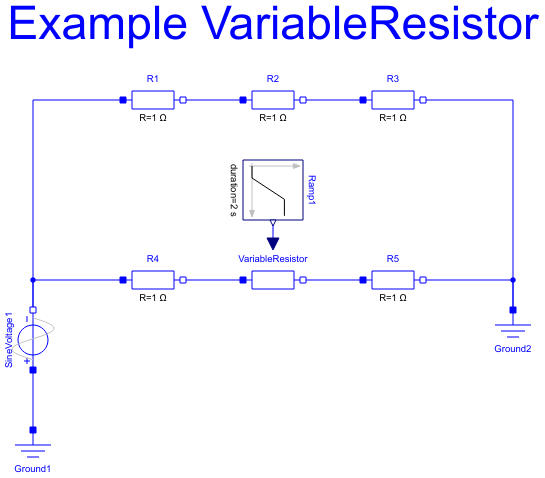 Example VariableResistor
R1
R2
R3
R=1 Ω
R=1 Ω
R=1 Ω
duration=2 s
Ramp1
R4
VariableResistor
R5
R=1 Ω
R=1 Ω
SineVoltage1
-
+
Ground2
Ground1